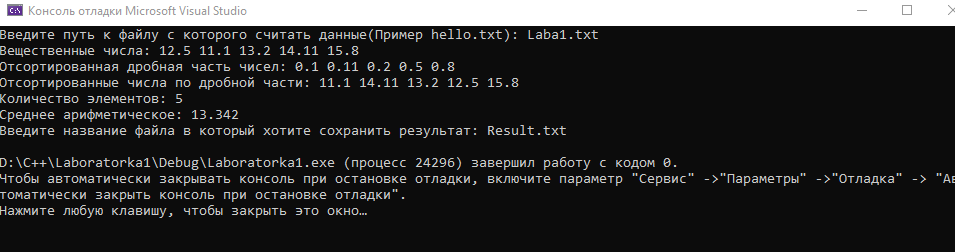 Консоль отладки Microsoft Visual Studio
Введите путь к файлу с которого считать данные(Пример hello.txt): Laba1.txt
Вещественные числа: 12.5 11.1 13.2 14.11 15.8
Отсортированная дробная часть чисел: 0.1 0.11 0.2 0.5 0.8
Отсортированные числа по дробной части: 11.1 14.11 13.2 12.5 15.8
Количество элементов: 5
Среднее арифметическое: 13.342
Введите название файла в который хотите сохранить результат: Result.txt
D:\C++\Laboratorka1\Debug\Laboratorka1.exe (процесс 24296) завершил работу с кодом 0.
Чтобы автоматически закрывать консоль при остановке отладки, включите параметр "Сервис" ->"Параметры" ->"Отладка" -> "Ав
томатически закрыть консоль при остановке отладки".
Нажмите любую клавишу, чтобы закрыть это окно…